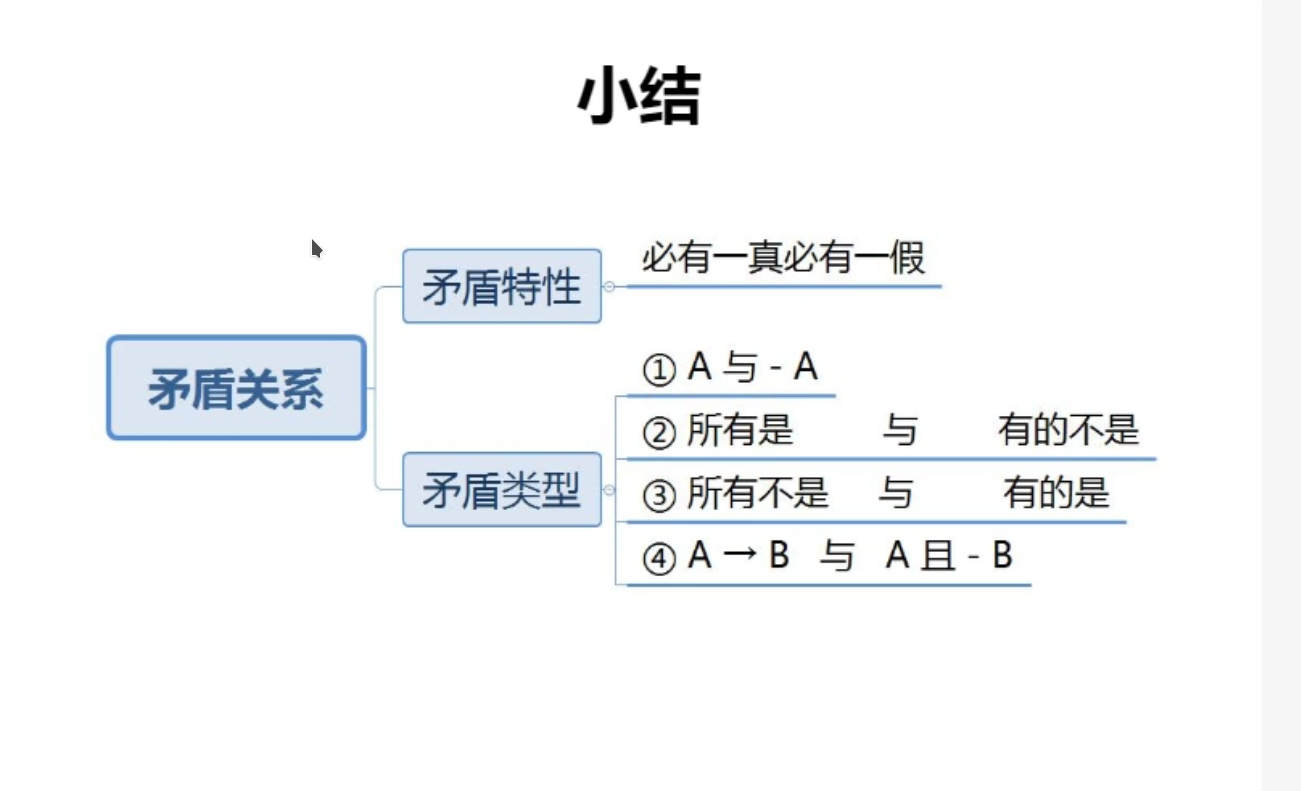 小结
矛盾关系
矛盾特性
必有一真必有一假
矛盾类型
① A 与 - A
② 所有是 与 有的不是
③ 所有不是 与 有的是
④ A → B 与 A 且 - B